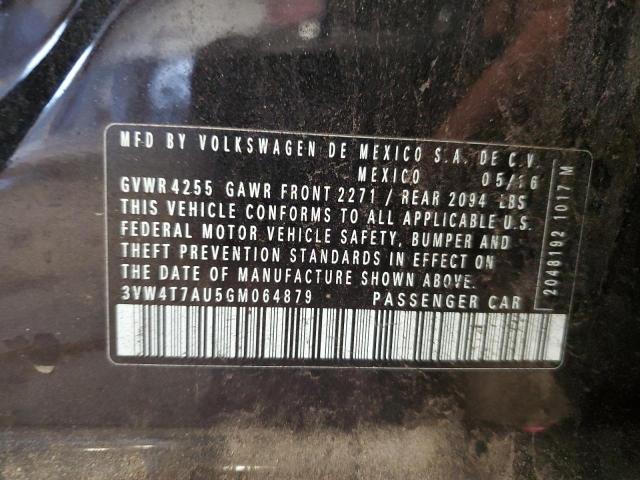 MFD BY VOLKSWAGEN DE MEXICO S.A. DE C.V.
MEXICO 05/16
GVWR 4255 GAWR FRONT 2271 / REAR 2094 LBS
THIS VEHICLE CONFORMS TO ALL APPLICABLE U.S.
FEDERAL MOTOR VEHICLE SAFETY, BUMPER AND
THEFT PREVENTION STANDARDS IN EFFECT ON
THE DATE OF MANUFACTURE SHOWN ABOVE.
3VW4T7AU5GM064879 PASSENGER CAR
2048192 1017 M